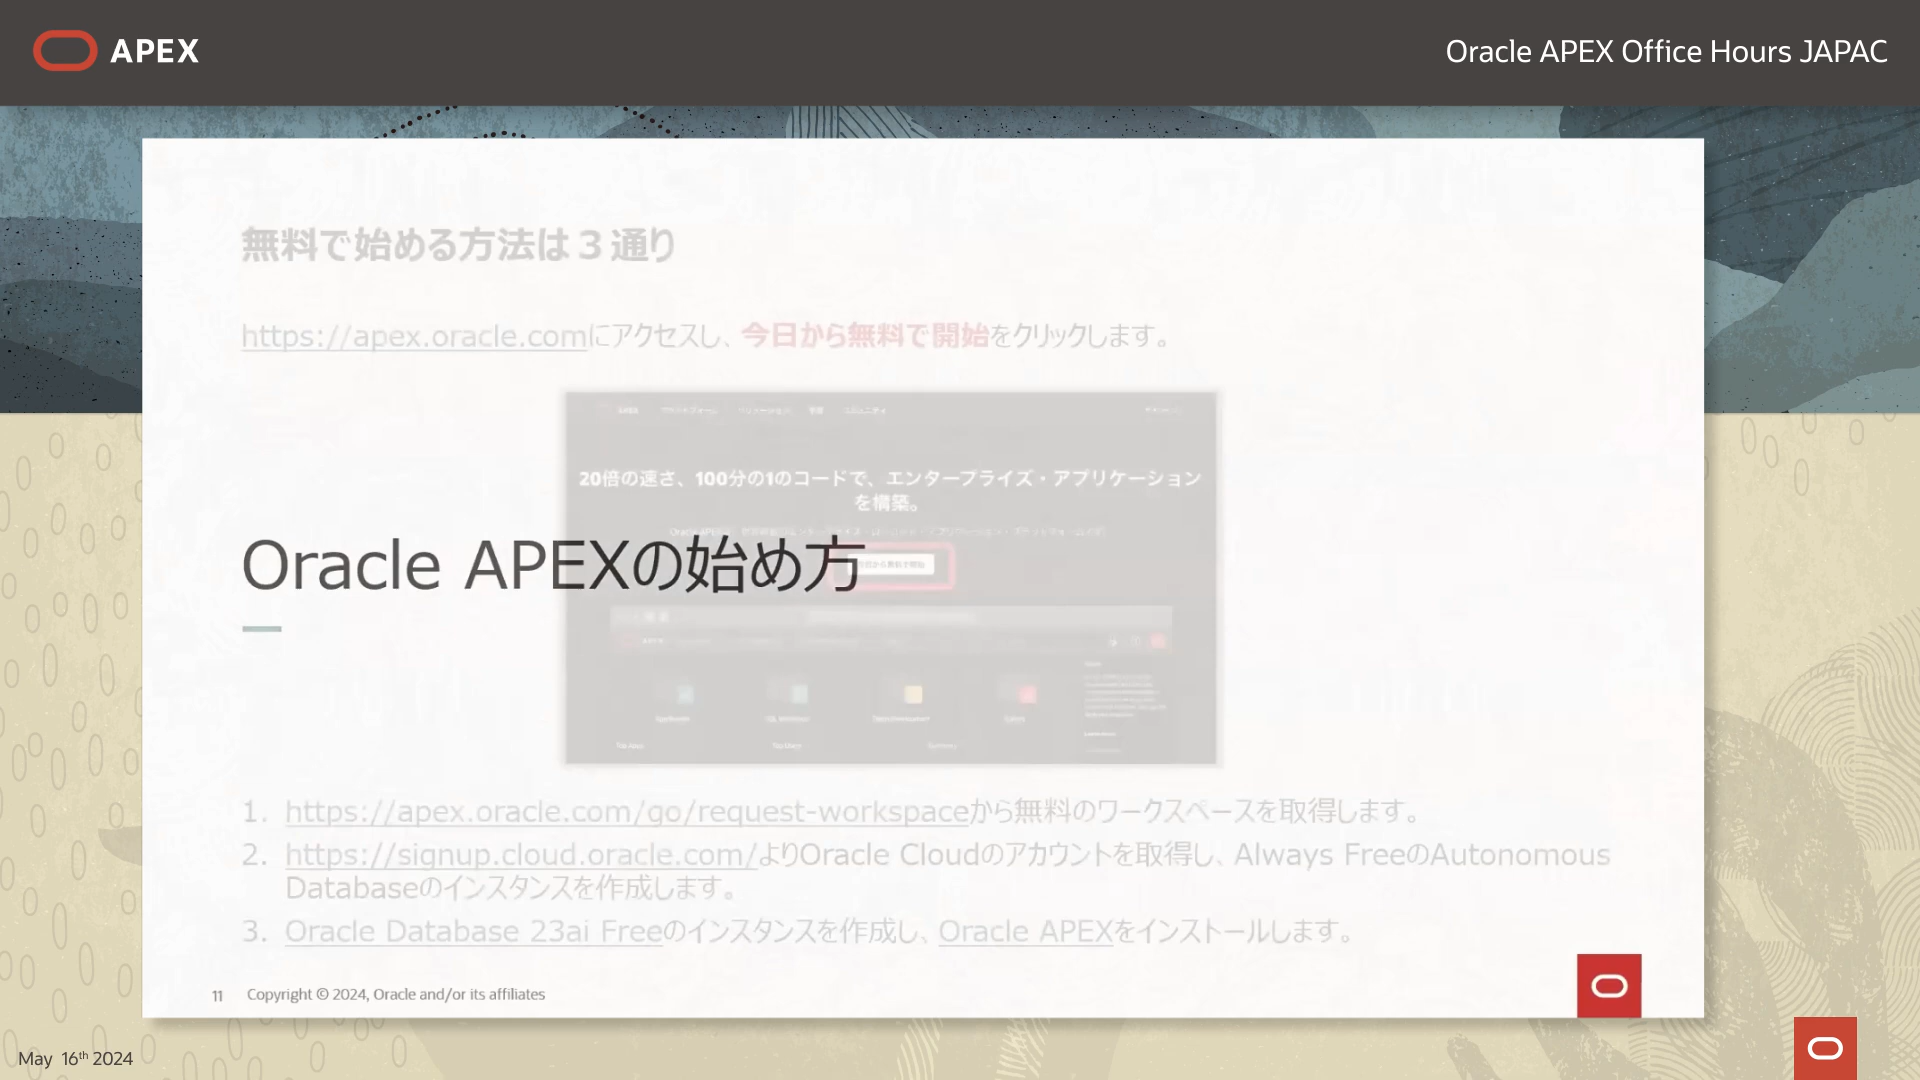 APEX
Oracle APEX Office Hours JAPAC
無料で始める方法は３通り
https://apex.oracle.comにアクセスし、今日から無料で開始をクリックします。
APEX
コミュニティ
20倍の速さ、100分の1のコードで、エンタープライズ・アプリケーション
を構築。
Oracle APEXの始め方
1. https://apex.oracle.com/go/request-workspaceから無料のワークスペースを取得します。
2. https://signup.cloud.oracle.com/よりOracle Cloudのアカウントを取得し、Always FreeのAutonomous
Databaseのインスタンスを作成します。
3. Oracle Database 23ai Freeのインスタンスを作成し、Oracle APEXをインストールします。
11 Copyright © 2024, Oracle and/or its affiliates
May 16th 2024